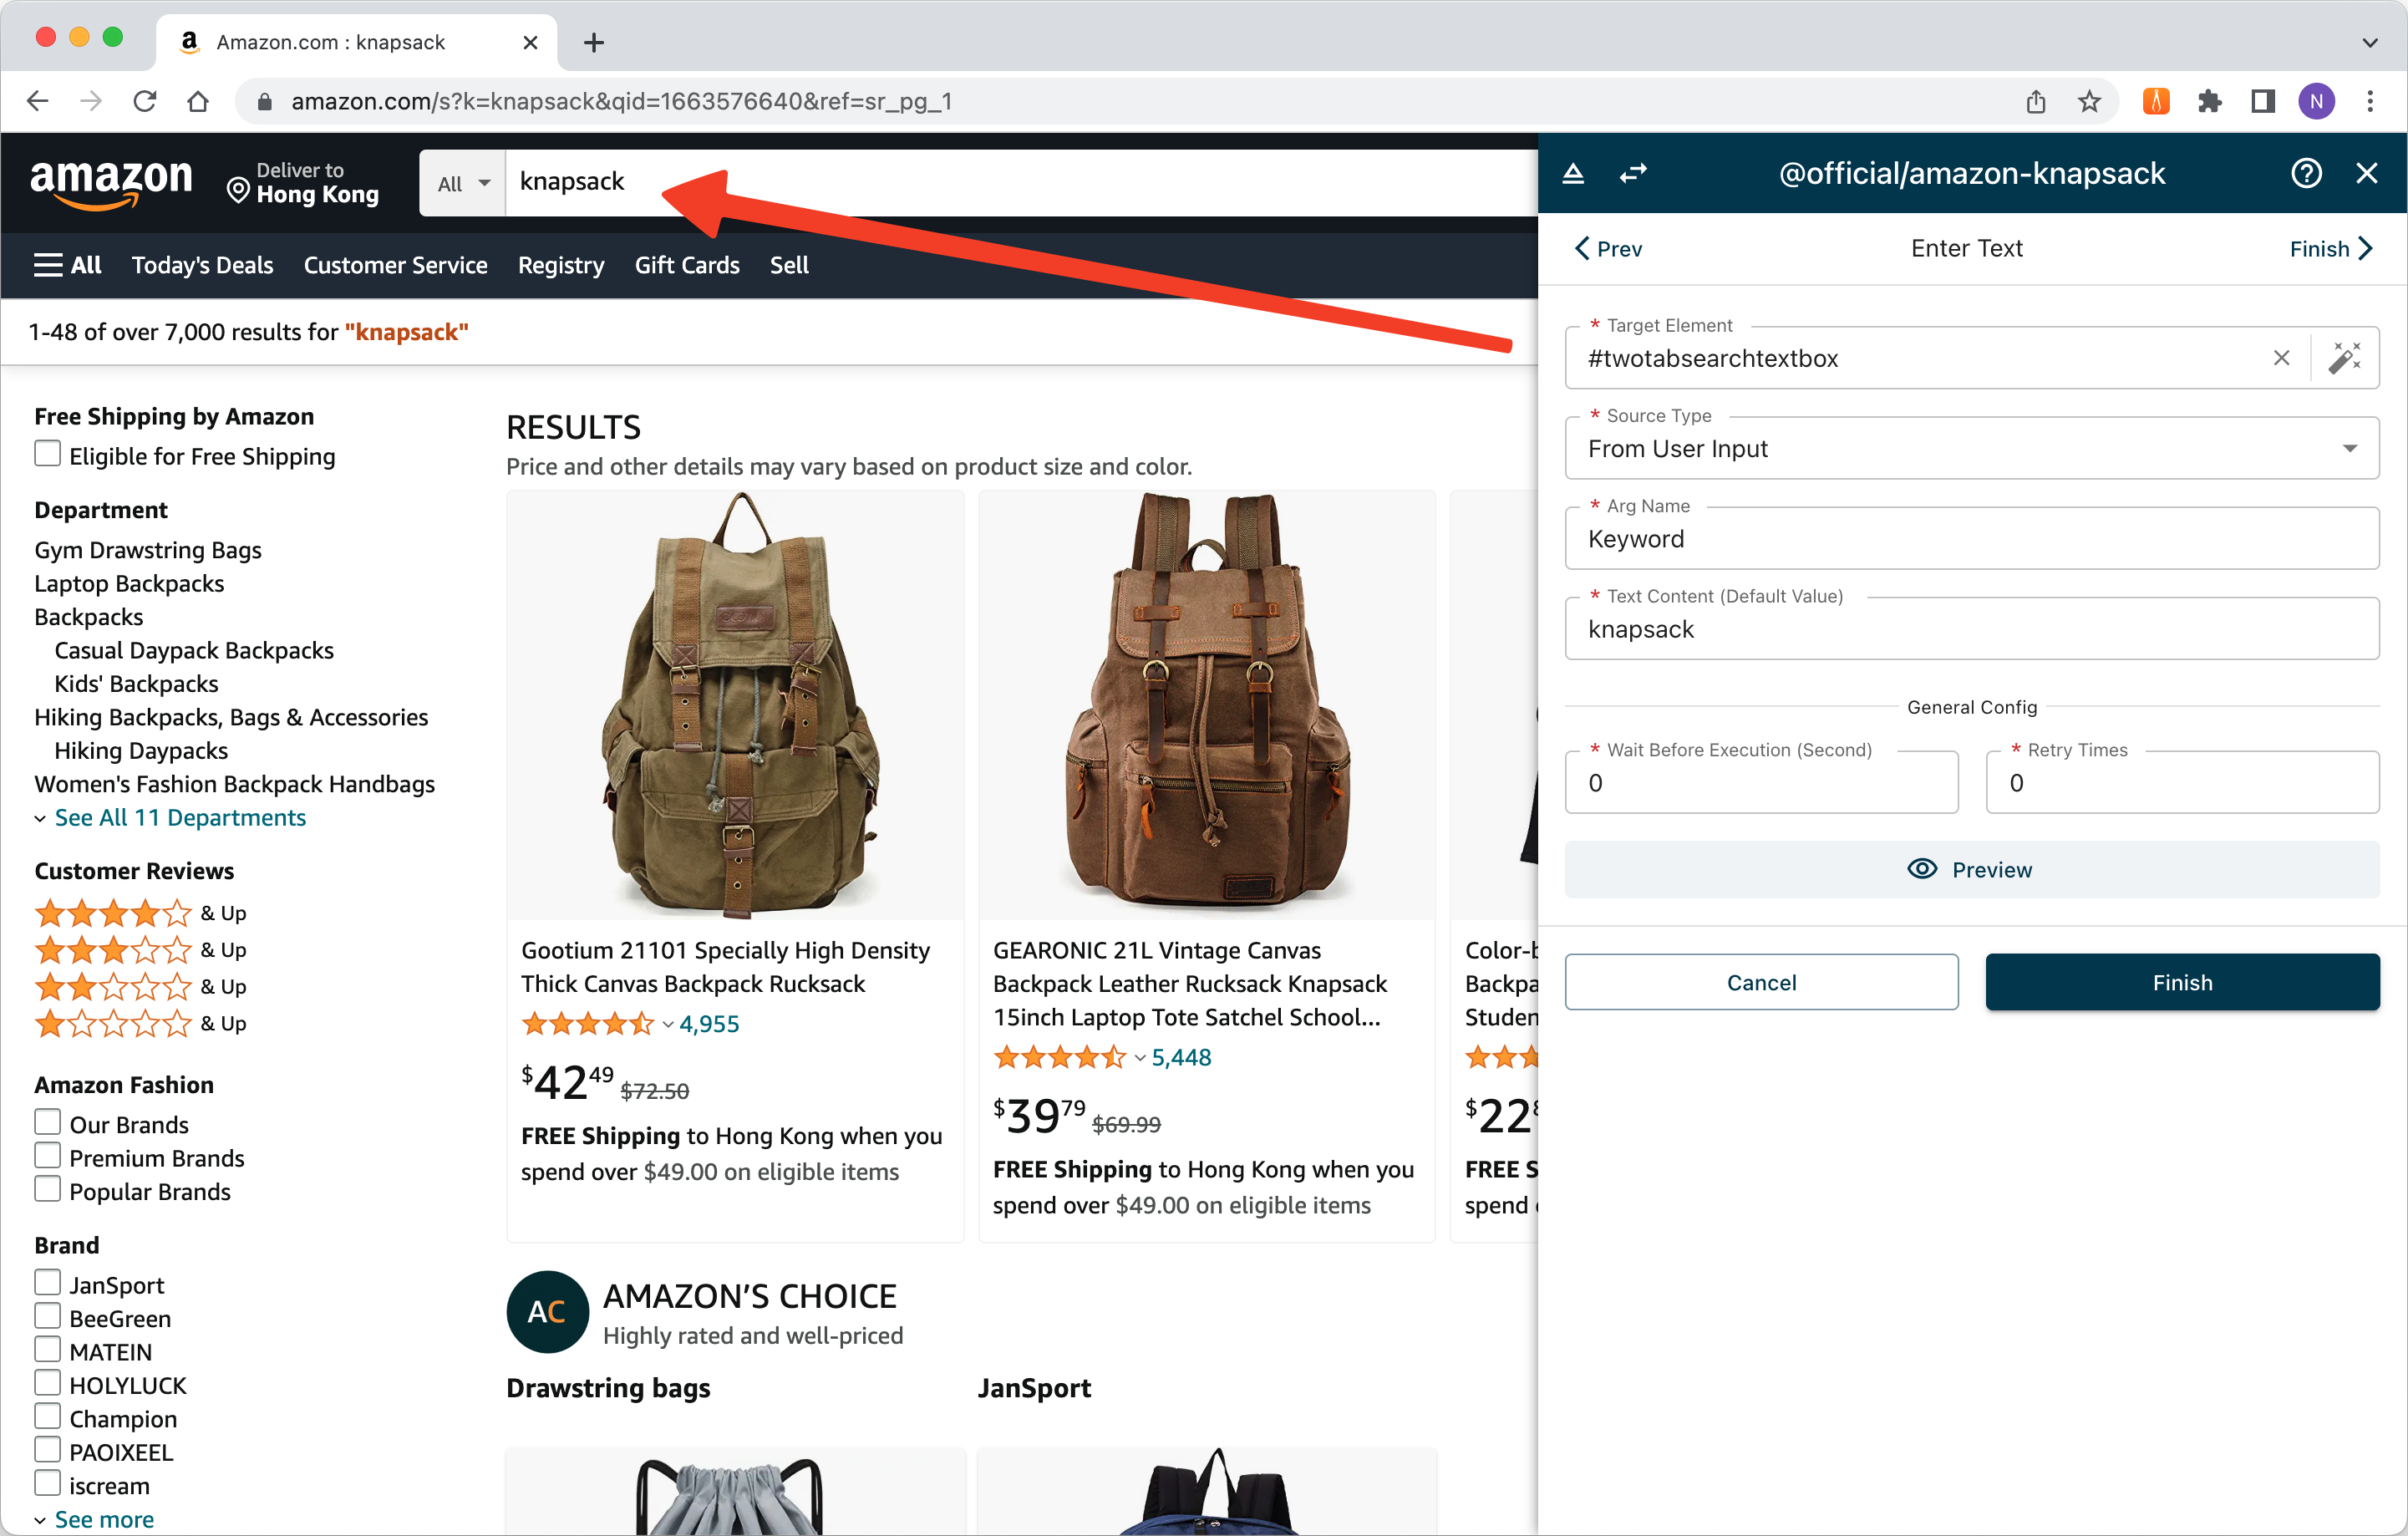 Amazon.com : knapsack
amazon.com/s?k=knapsack&qid=1663576640&ref=sr_pg_1
N
amazon
Deliver to
Hong Kong
All
knapsack
All
Today's Deals
Customer Service
Registry
Gift Cards
Sell
1-48 of over 7,000 results for "knapsack"
Free Shipping by Amazon
Eligible for Free Shipping
Department
Gym Drawstring Bags
Laptop Backpacks
Backpacks
Casual Daypack Backpacks
Kids' Backpacks
Hiking Backpacks, Bags & Accessories
Hiking Daypacks
Women's Fashion Backpack Handbags
See All 11 Departments
Customer Reviews
& Up
& Up
& Up
& Up
Amazon Fashion
Our Brands
Premium Brands
Popular Brands
Brand
JanSport
BeeGreen
MATEIN
HOLYLUCK
Champion
PAOIXEEL
iscream
See more
RESULTS
Price and other details may vary based on product size and color.
Gootium 21101 Specially High Density
Thick Canvas Backpack Rucksack
4,955
$42 49 $72.50
FREE Shipping to Hong Kong when you
spend over $49.00 on eligible items
GEARONIC 21L Vintage Canvas
Backpack Leather Rucksack Knapsack
15inch Laptop Tote Satchel School...
5,448
$39 79 $69.99
FREE Shipping to Hong Kong when you
spend over $49.00 on eligible items
Color-b
Backpa
Studen
$22
FREE S
spend
AC
AMAZON'S CHOICE
Highly rated and well-priced
Drawstring bags
JanSport
@official/amazon-knapsack
Prev
Enter Text
Finish
* Target Element
#twotabsearchtextbox
* Source Type
From User Input
* Arg Name
Keyword
* Text Content (Default Value)
knapsack
General Config
* Wait Before Execution (Second)
0
* Retry Times
0
Preview
Cancel
Finish